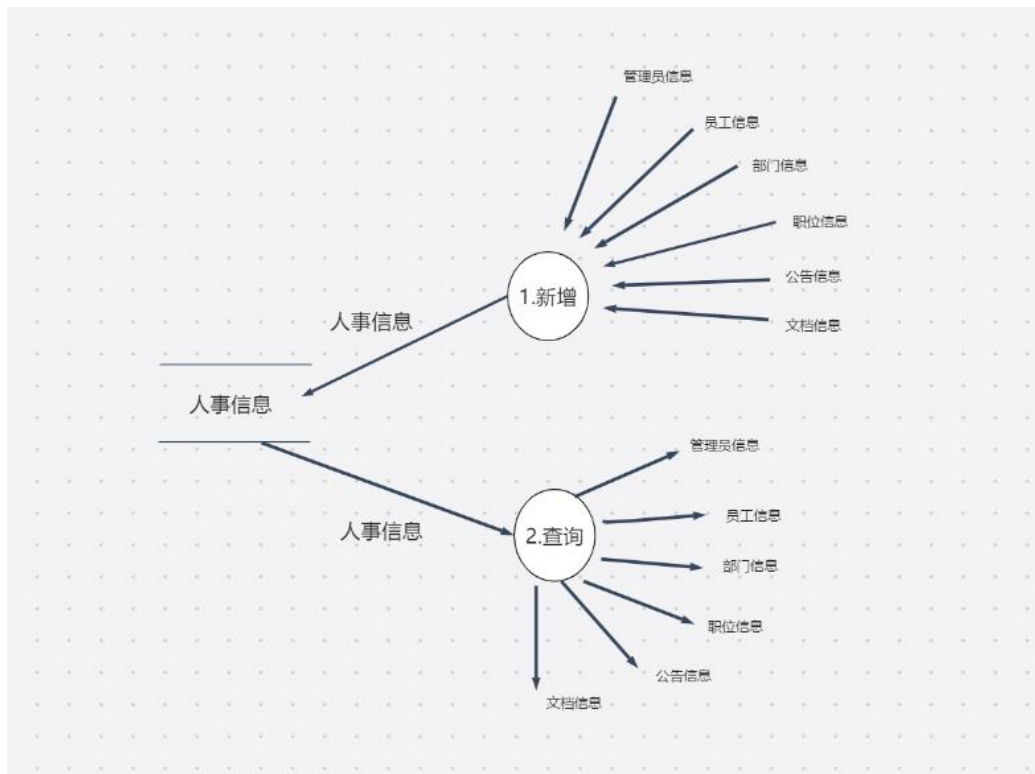 管理员信息
员工信息
部门信息
职位信息
公告信息
1.新增
文档信息
人事信息
人事信息
管理员信息
员工信息
人事信息
2.查询
部门信息
职位信息
公告信息
文档信息